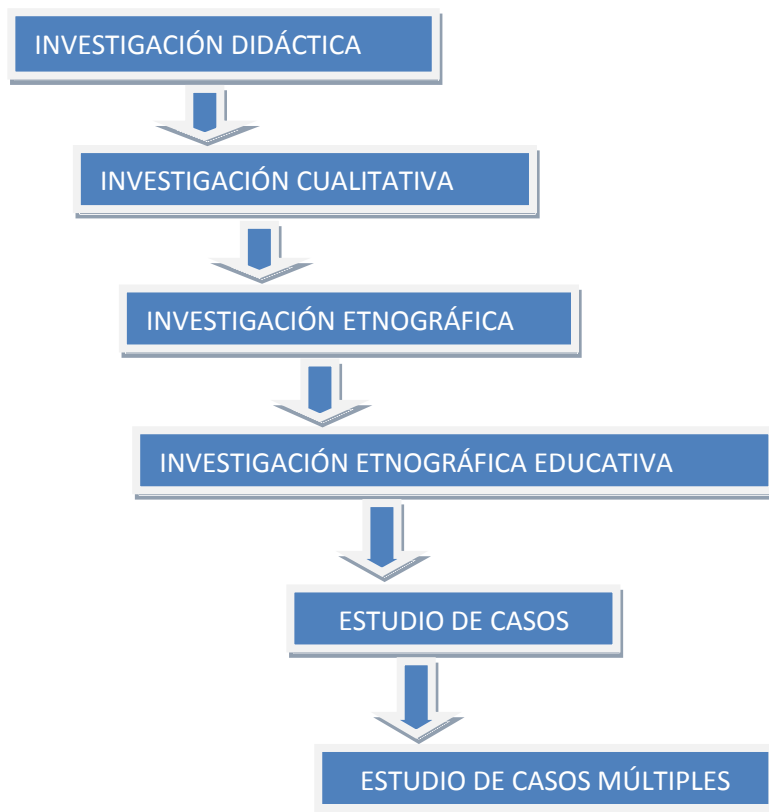 INVESTIGACIÓN DIDÁCTICA
INVESTIGACIÓN CUALITATIVA
INVESTIGACIÓN ETNOGRÁFICA
INVESTIGACIÓN ETNOGRÁFICA EDUCATIVA
ESTUDIO DE CASOS
ESTUDIO DE CASOS MÚLTIPLES